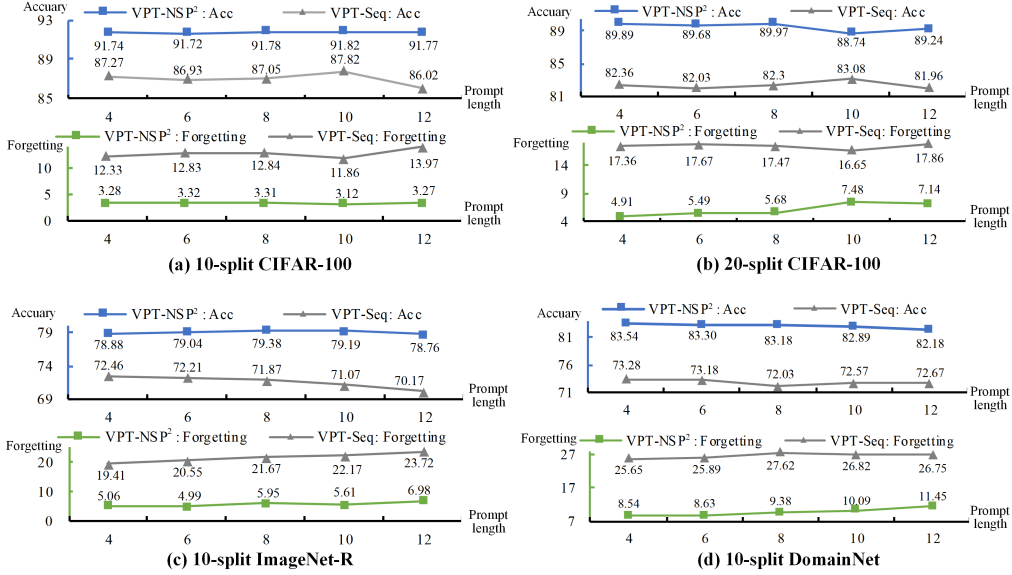 Accuary
VPT-NSP² : Acc
VPT-Seq: Acc
93
89
85
91.74 91.72 91.78 91.82 91.77
87.27 86.93 87.05 87.82 86.02
Prompt length
4 6 8 10 12
Forgetting
VPT-NSP² : Forgetting
VPT-Seq: Forgetting
10
5
0
12.33 12.83 12.84 11.86 13.97
3.28 3.32 3.31 3.12 3.27
Prompt length
4 6 8 10 12
(a) 10-split CIFAR-100
Accuary
VPT-NSP² : Acc
VPT-Seq: Acc
89
85
81
89.89 89.68 89.97 88.74 89.24
82.36 82.03 82.3 83.08 81.96
Prompt length
4 6 8 10 12
Forgetting
VPT-NSP² : Forgetting
VPT-Seq: Forgetting
14
9
4
17.36 17.67 17.47 16.65 17.86
4.91 5.49 5.68 7.48 7.14
Prompt length
4 6 8 10 12
(b) 20-split CIFAR-100
Accuary
VPT-NSP² : Acc
VPT-Seq: Acc
79
74
69
78.88 79.04 79.38 79.19 78.76
72.46 72.21 71.87 71.07 70.17
Prompt length
4 6 8 10 12
Forgetting
VPT-NSP² : Forgetting
VPT-Seq: Forgetting
20
10
0
19.41 20.55 21.67 22.17 23.72
5.06 4.99 5.95 5.61 6.98
Prompt length
4 6 8 10 12
(c) 10-split ImageNet-R
Accuary
VPT-NSP² : Acc
VPT-Seq: Acc
81
76
71
83.54 83.30 83.18 82.89 82.18
73.28 73.18 72.03 72.57 72.67
Prompt length
4 6 8 10 12
Forgetting
VPT-NSP² : Forgetting
VPT-Seq: Forgetting
27
17
7
25.65 25.89 27.62 26.82 26.75
8.54 8.63 9.38 10.09 11.45
Prompt length
4 6 8 10 12
(d) 10-split DomainNet